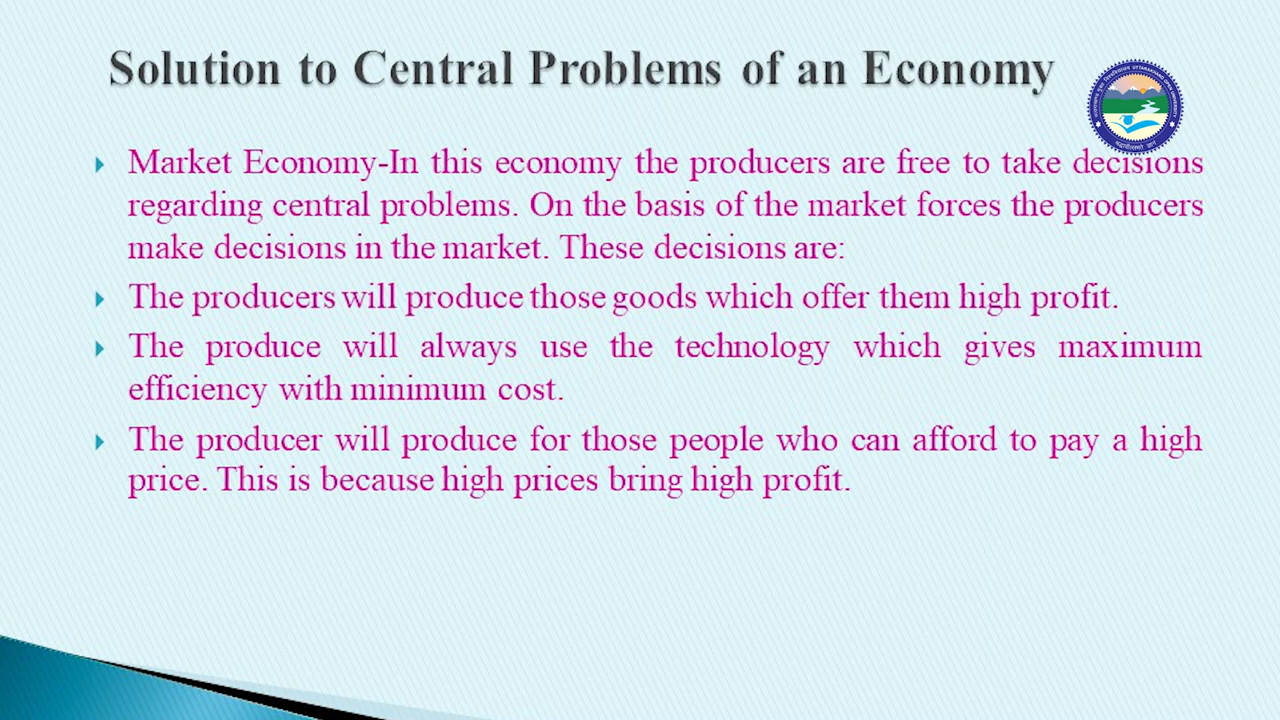 Solution to Central Problems of an Economy
UTTARAKHAND OPEN UNIVERSITY
Market Economy-In this economy the producers are free to take decisions
regarding central problems. On the basis of the market forces the producers
make decisions in the market. These decisions are:
The producers will produce those goods which offer them high profit.
The produce will always use the technology which gives maximum
efficiency with minimum cost.
The producer will produce for those people who can afford to pay a high
price. This is because high prices bring high profit.